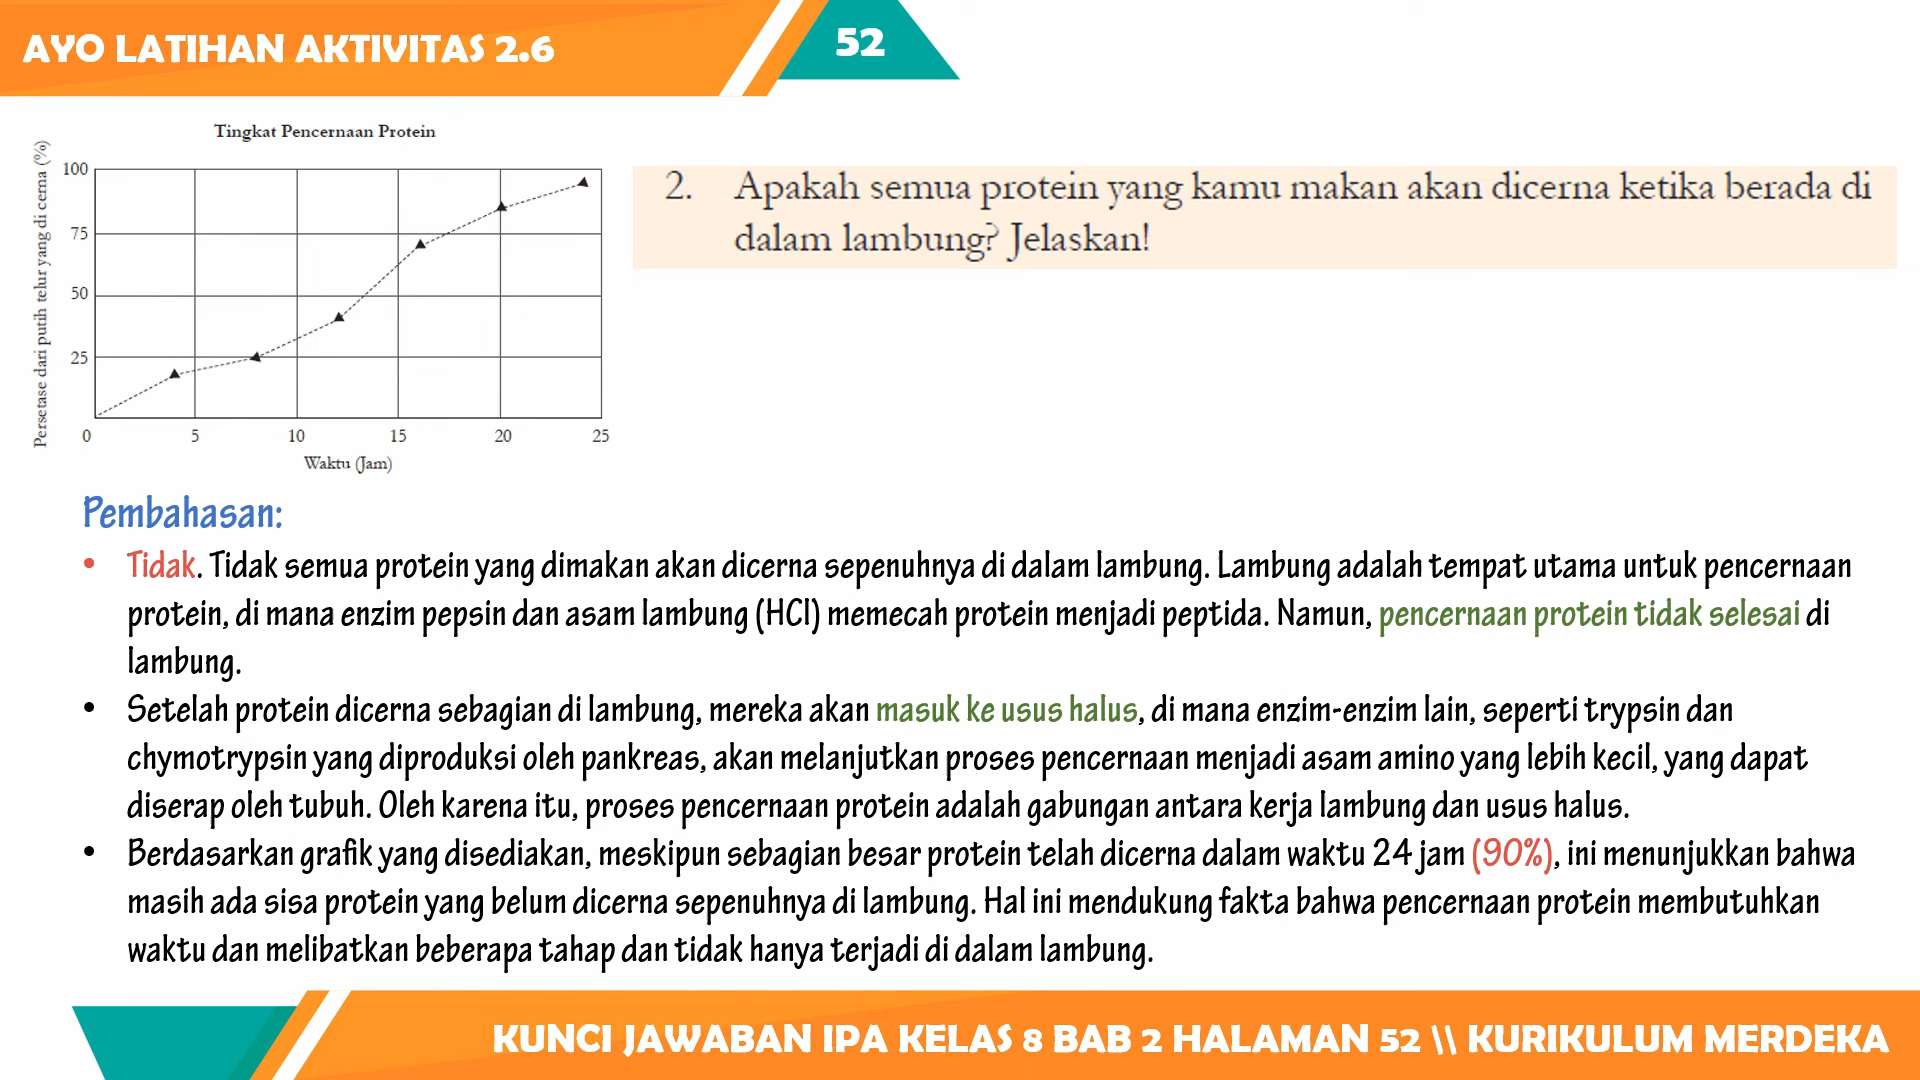 AYO LATIHAN AKTIVITAS 2.6
52
Tingkat Pencernaan Protein
Persetase dari putih telur yang di cerna (%)
100
75
50
25
0 5 10 15 20 25
Waktu (Jam)
2. Apakah semua protein yang kamu makan akan dicerna ketika berada di
dalam lambung? Jelaskan!
Pembahasan:
• Tidak. Tidak semua protein yang dimakan akan dicerna sepenuhnya di dalam lambung. Lambung adalah tempat utama untuk pencernaan
protein, di mana enzim pepsin dan asam lambung (HCl) memecah protein menjadi peptida. Namun, pencernaan protein tidak selesai di
lambung.
• Setelah protein dicerna sebagian di lambung, mereka akan masuk ke usus halus, di mana enzim-enzim lain, seperti trypsin dan
chymotrypsin yang diproduksi oleh pankreas, akan melanjutkan proses pencernaan menjadi asam amino yang lebih kecil, yang dapat
diserap oleh tubuh. Oleh karena itu, proses pencernaan protein adalah gabungan antara kerja lambung dan usus halus.
• Berdasarkan grafik yang disediakan, meskipun sebagian besar protein telah dicerna dalam waktu 24 jam (90%), ini menunjukkan bahwa
masih ada sisa protein yang belum dicerna sepenuhnya di lambung. Hal ini mendukung fakta bahwa pencernaan protein membutuhkan
waktu dan melibatkan beberapa tahap dan tidak hanya terjadi di dalam lambung.
KUNCI JAWABAN IPA KELAS 8 BAB 2 HALAMAN 52 \\ KURIKULUM MERDEKA